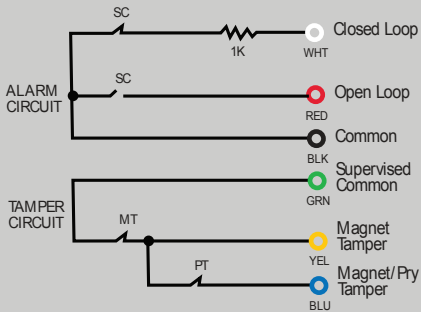 SC
Closed Loop
1K
WHT
ALARM
CIRCUIT
SC
Open Loop
RED
Common
BLK
Supervised
Common
GRN
TAMPER
CIRCUIT
MT
Magnet
Tamper
YEL
PT
Magnet/Pry
Tamper
BLU